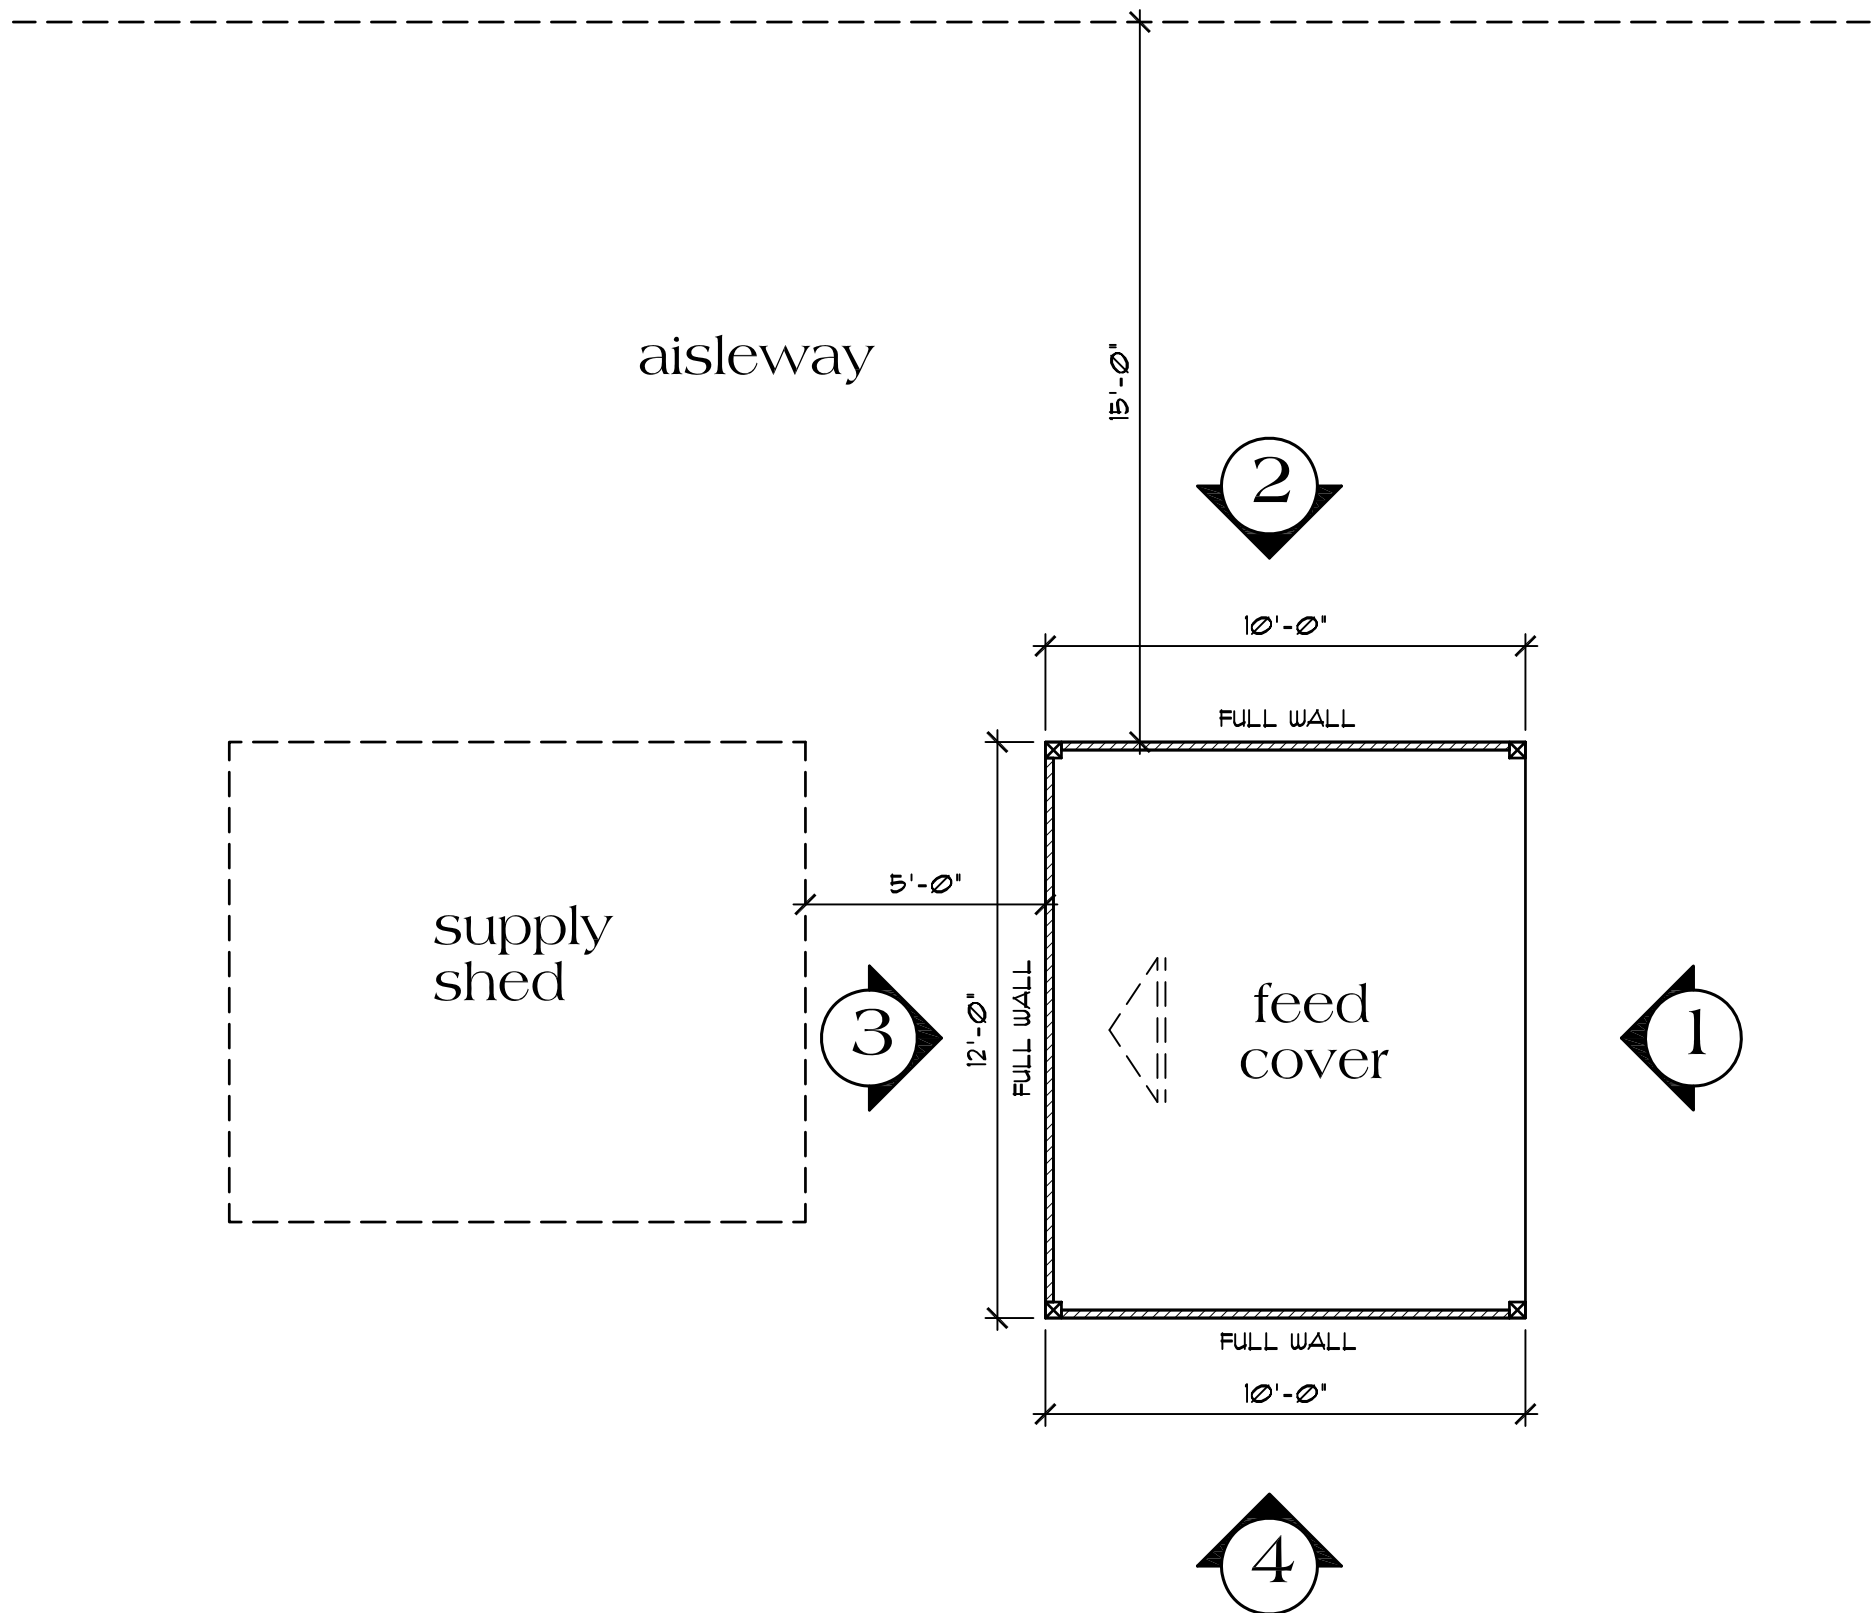 aisleway
15'-0"
2
10'-0"
FULL WALL
5'-0"
supply
shed
3
12'-0"
FULL WALL
feed
cover
1
FULL WALL
10'-0"
4